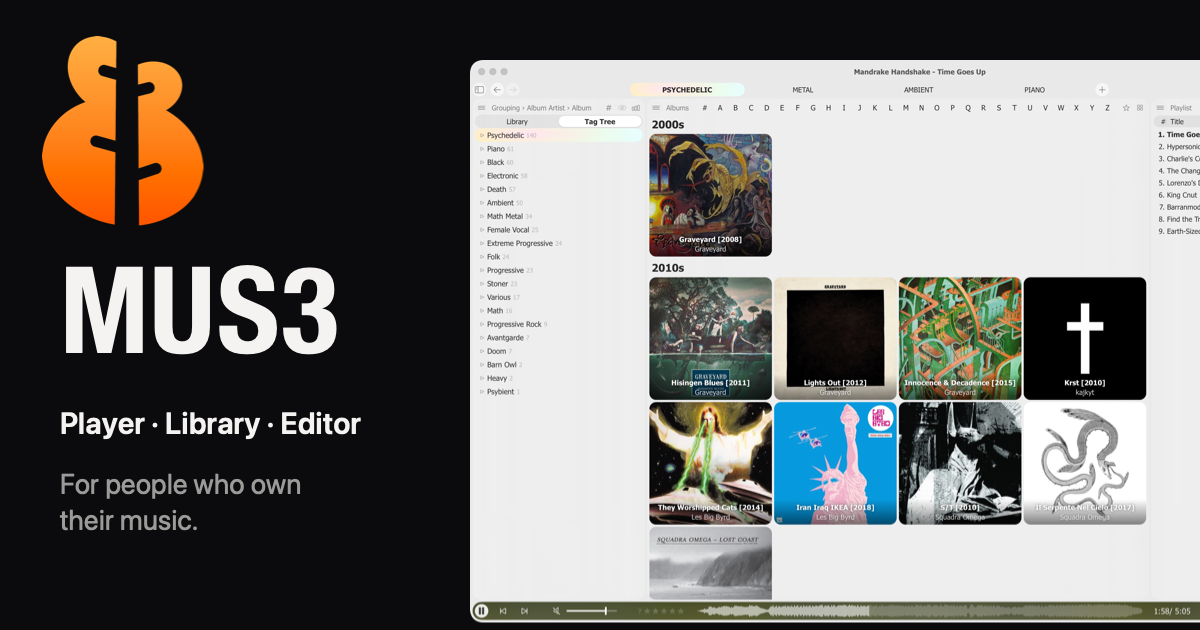 MUS3
Player · Library · Editor
For people who own
their music.
Mandrake Handshake - Time Goes Up
PSYCHEDELIC
METAL
AMBIENT
PIANO
Grouping › Album Artist › Album
#
Albums
# A B C D E F G H I J K L M N O P Q R S T U V W X Y Z
Playlist
Library
Tag Tree
# Title
Psychedelic 140
Piano 61
Black 60
Electronic 58
Death 57
Ambient 50
Math Metal 34
Female Vocal 25
Extreme Progressive 24
Folk 24
Progressive 23
Stoner 23
Various 17
Math 16
Progressive Rock 9
Avantgarde 7
Doom 7
Barn Owl 2
Heavy 2
Psybient 1
2000s
Graveyard [2008]
Graveyard
2010s
GRAVEYARD
Hisingen Blues [2011]
Graveyard
GRAVEYARD
Lights Out [2012]
Graveyard
Innocence & Decadence [2015]
Graveyard
Krst [2010]
kajkyt
They Worshipped Cats [2014]
Les Big Byrd
Iran Iraq IKEA [2018]
Les Big Byrd
S/T [2010]
Squadra Omega
Il Serpente Nel Cielo [2017]
Squadra Omega
SQUADRA OMEGA – LOST COAST
1. Time Goe
2. Hypersonic
3. Charlie's C
4. The Chang
5. Lorenzo's D
6. King Cnut
7. Barranmod
8. Find the Tr
9. Earth-Sized
1:58/ 5:05